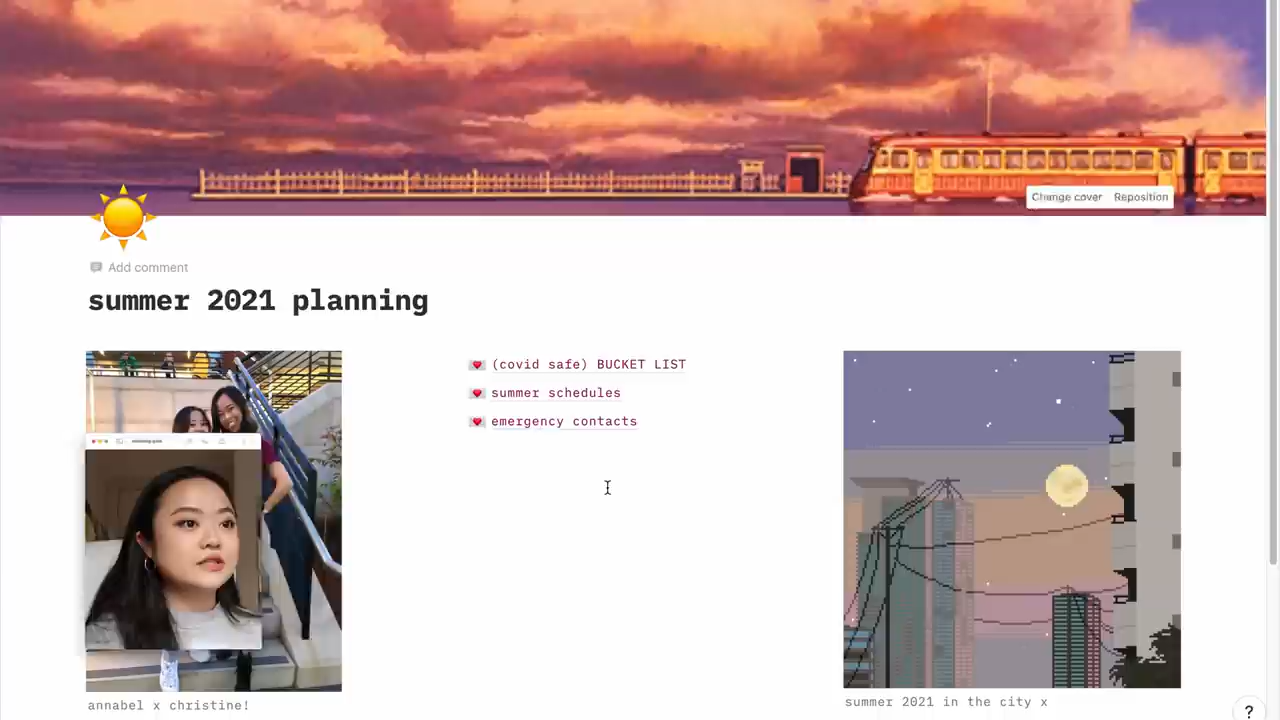 Change cover Reposition
Add comment
summer 2021 planning
(covid safe) BUCKET LIST
summer schedules
emergency contacts
annabel x christine!
summer 2021 in the city x
?